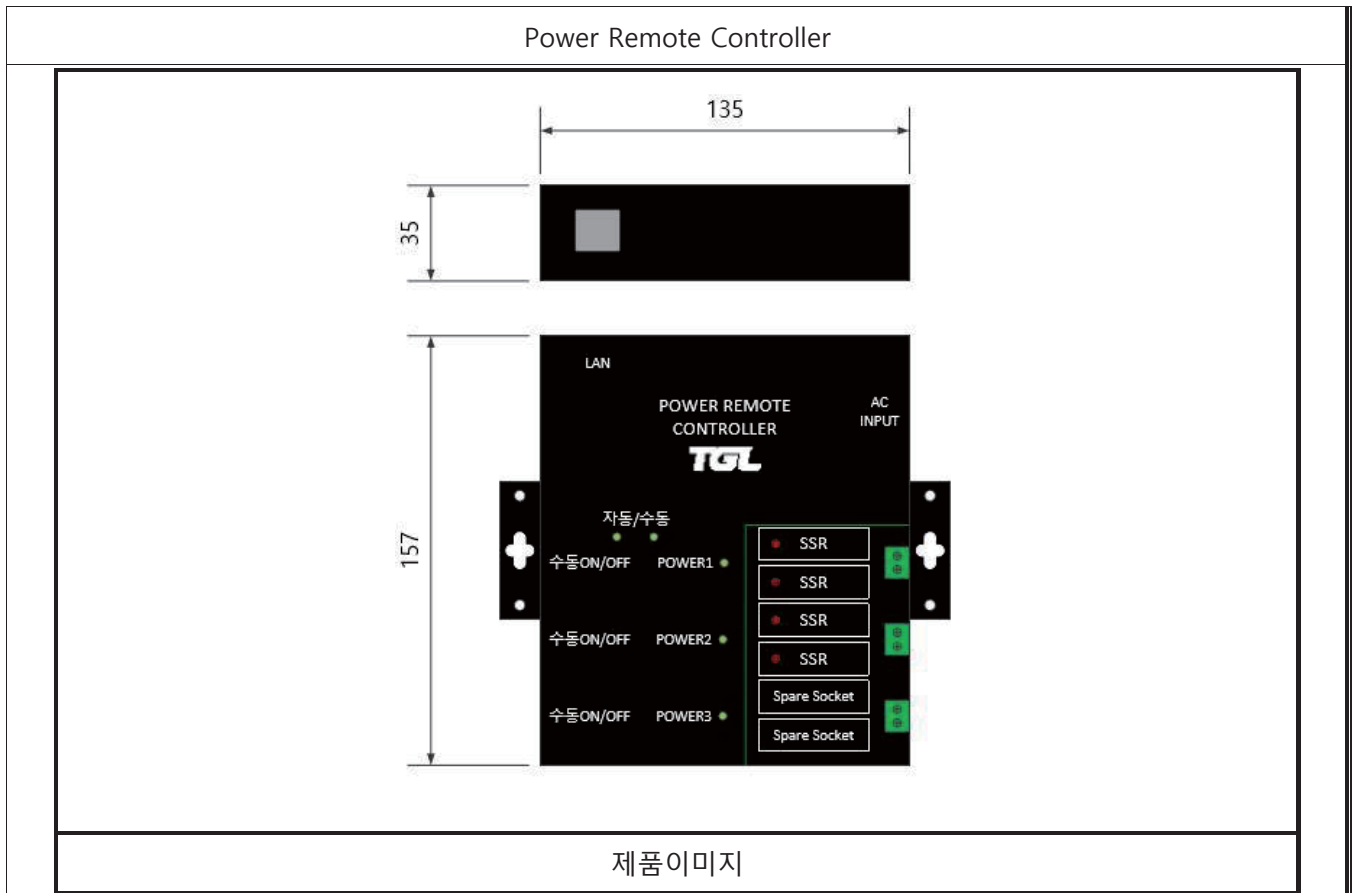 Power Remote Controller
135
35
157
LAN
POWER REMOTE
CONTROLLER
AC
INPUT
TGL
자동/수동
수동ON/OFF POWER1
SSR
SSR
수동ON/OFF POWER2
SSR
SSR
수동ON/OFF POWER3
Spare Socket
Spare Socket
제품이미지